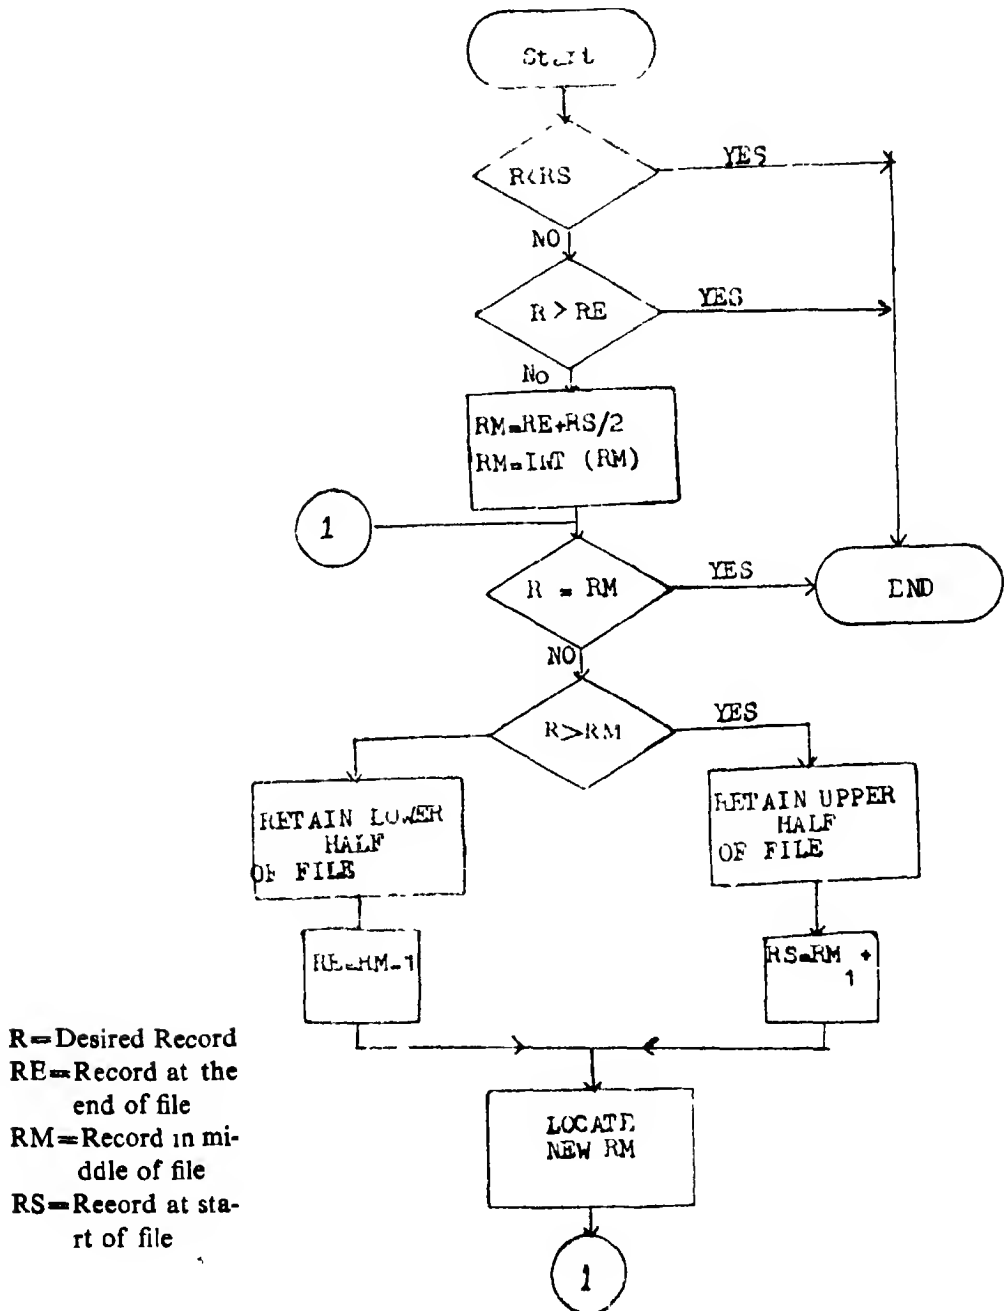 Start
R<RS
YES
NO
R > RE
YES
No
RM=RE+RS/2
RM=INT (RM)
1
R = RM
YES
END
NO
R>RM
YES
RETAIN LOWER
HALF
OF FILE
RETAIN UPPER
HALF
OF FILE
RE=RM-1
RS=RM +
1
R=Desired Record
RE=Record at the
end of file
RM=Record in mi-
ddle of file
RS=Reeord at sta-
rt of file
LOCATE
NEW RM
1